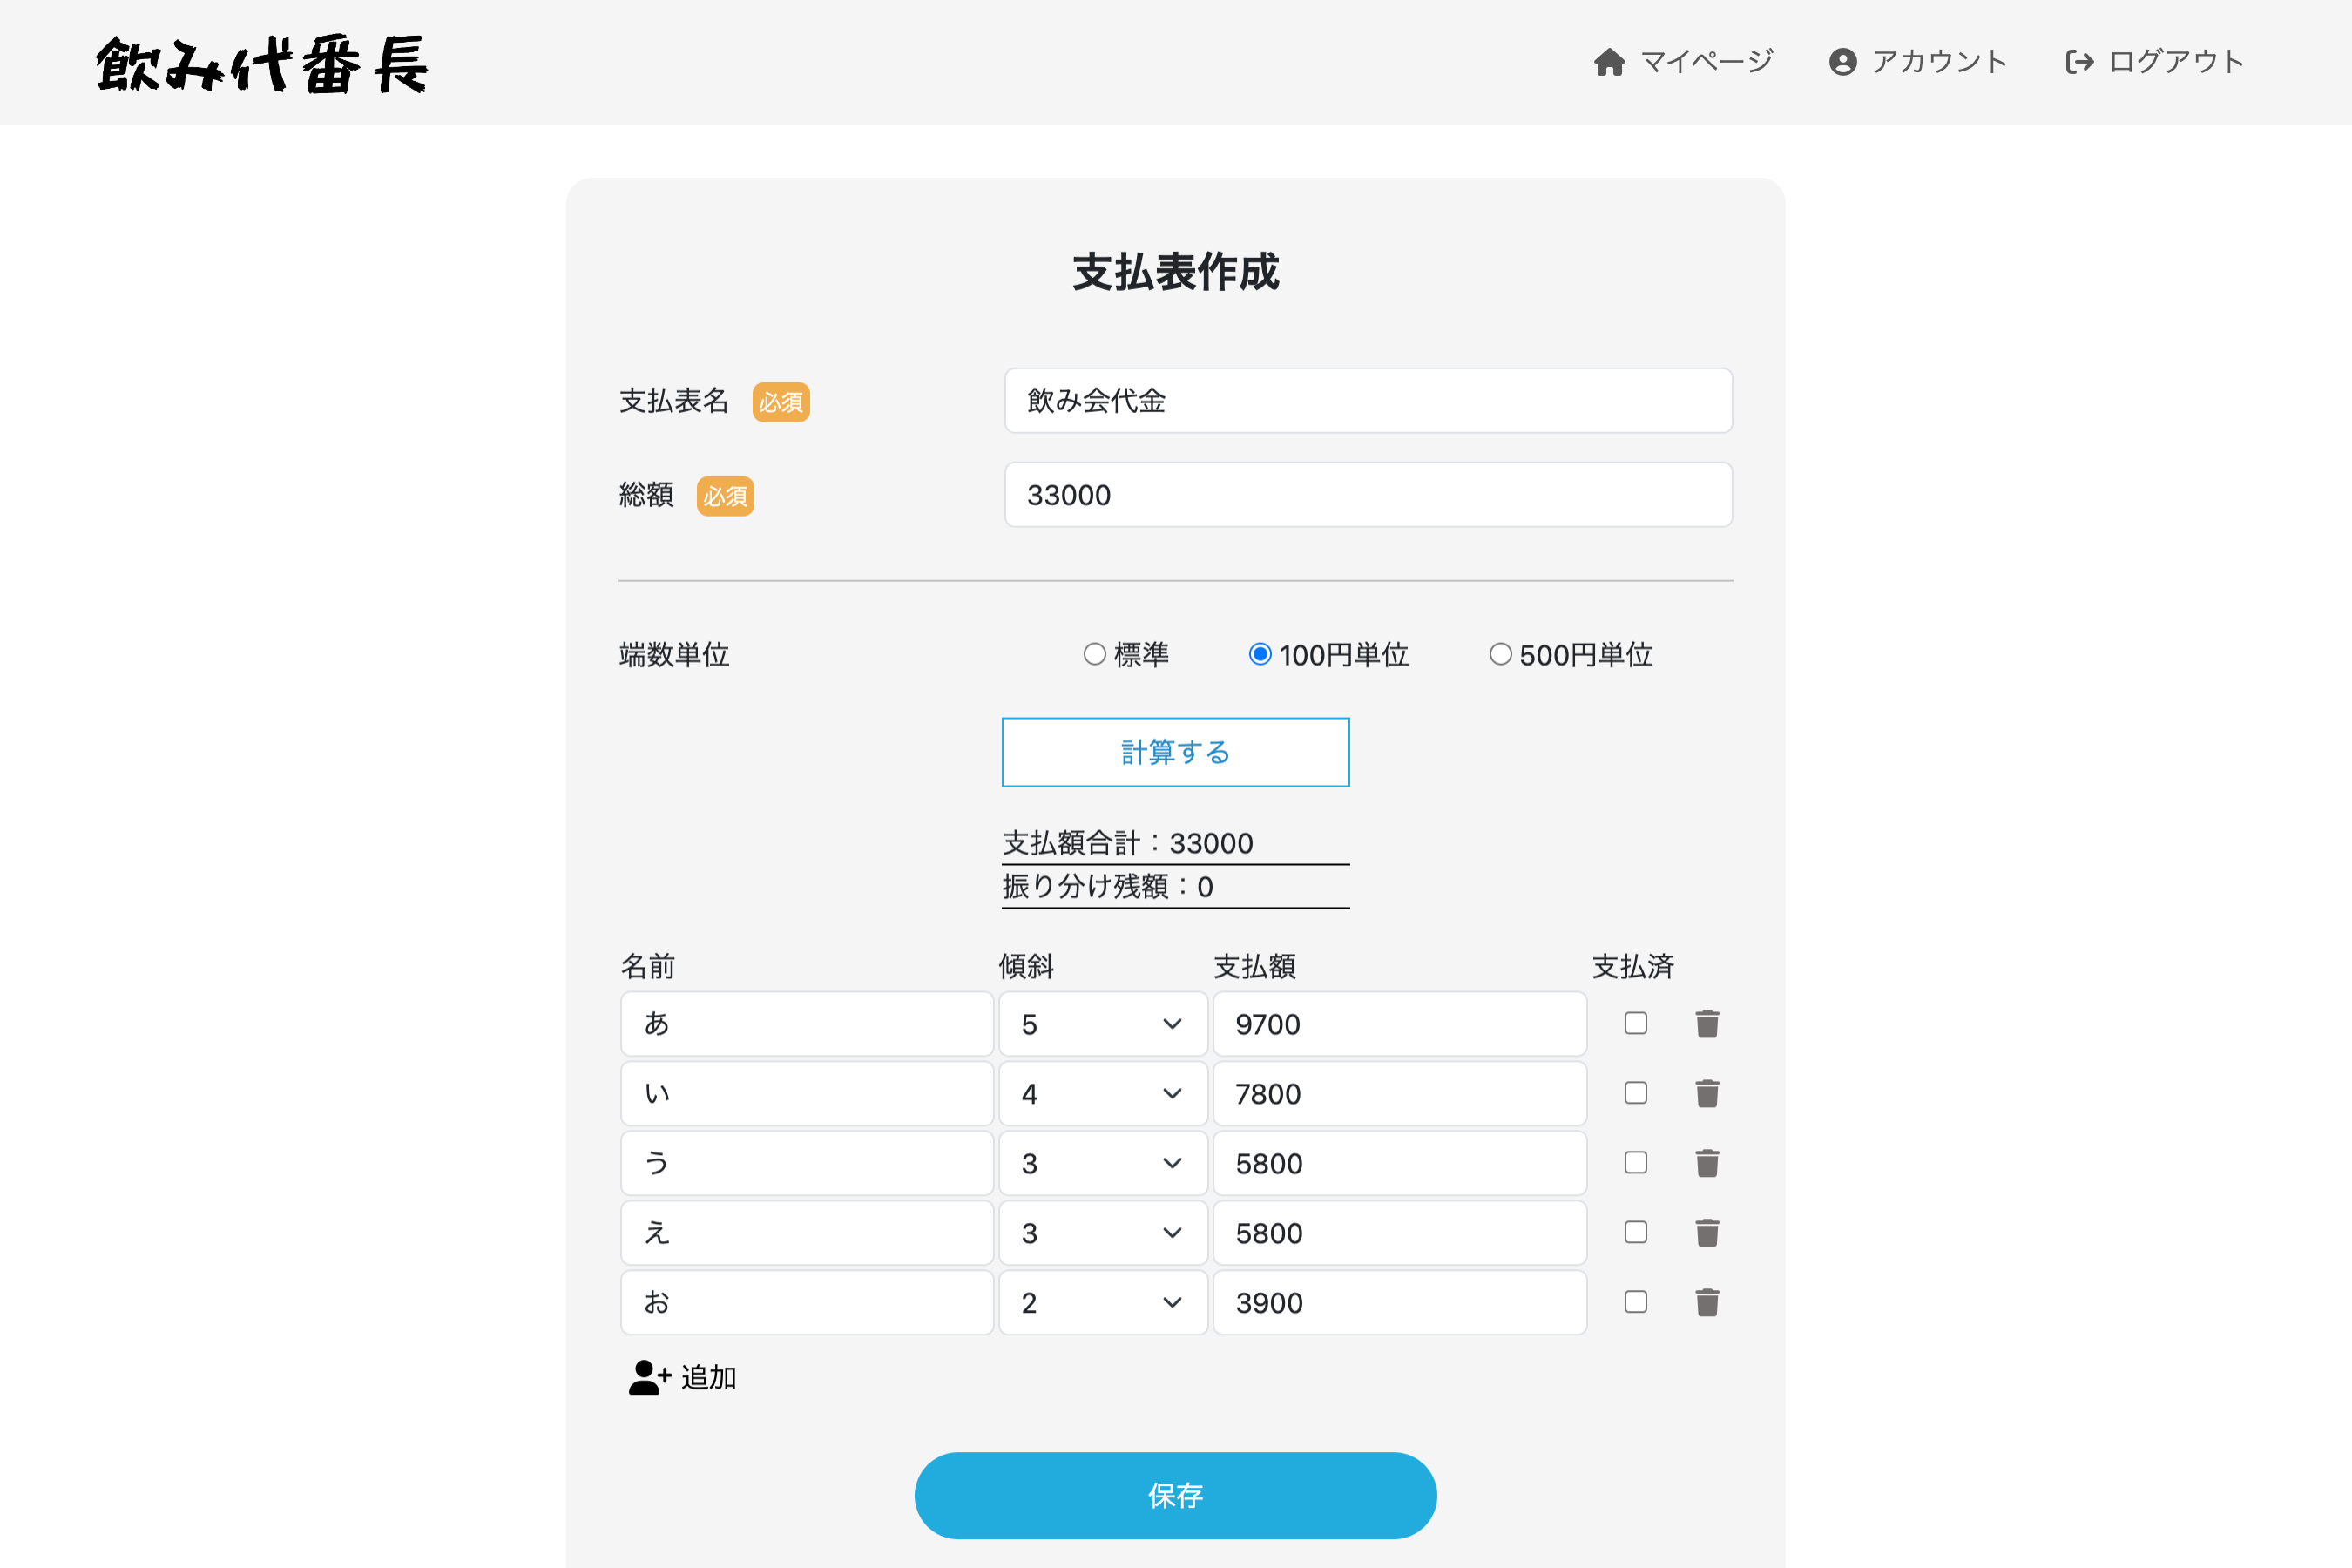 飲み代番長
マイページ アカウント ログアウト
支払表作成
支払表名 必須 飲み会代金
総額 必須 33000
端数単位 標準 100円単位 500円単位
計算する
支払額合計：33000
振り分け残額：0
名前 傾斜 支払額 支払済
あ 5 9700
い 4 7800
う 3 5800
え 3 5800
お 2 3900
追加
保存